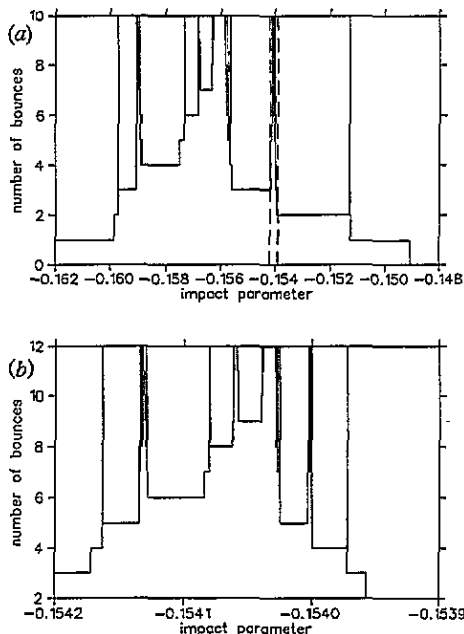 (a)
10
8
6
4
2
0
number of bounces
-0.162 -0.160 -0.158 -0.156 -0.154 -0.152 -0.150 -0.148
impact parameter
(b)
12
10
8
6
4
2
number of bounces
-0.1542 -0.1541 -0.1540 -0.1539
impact parameter